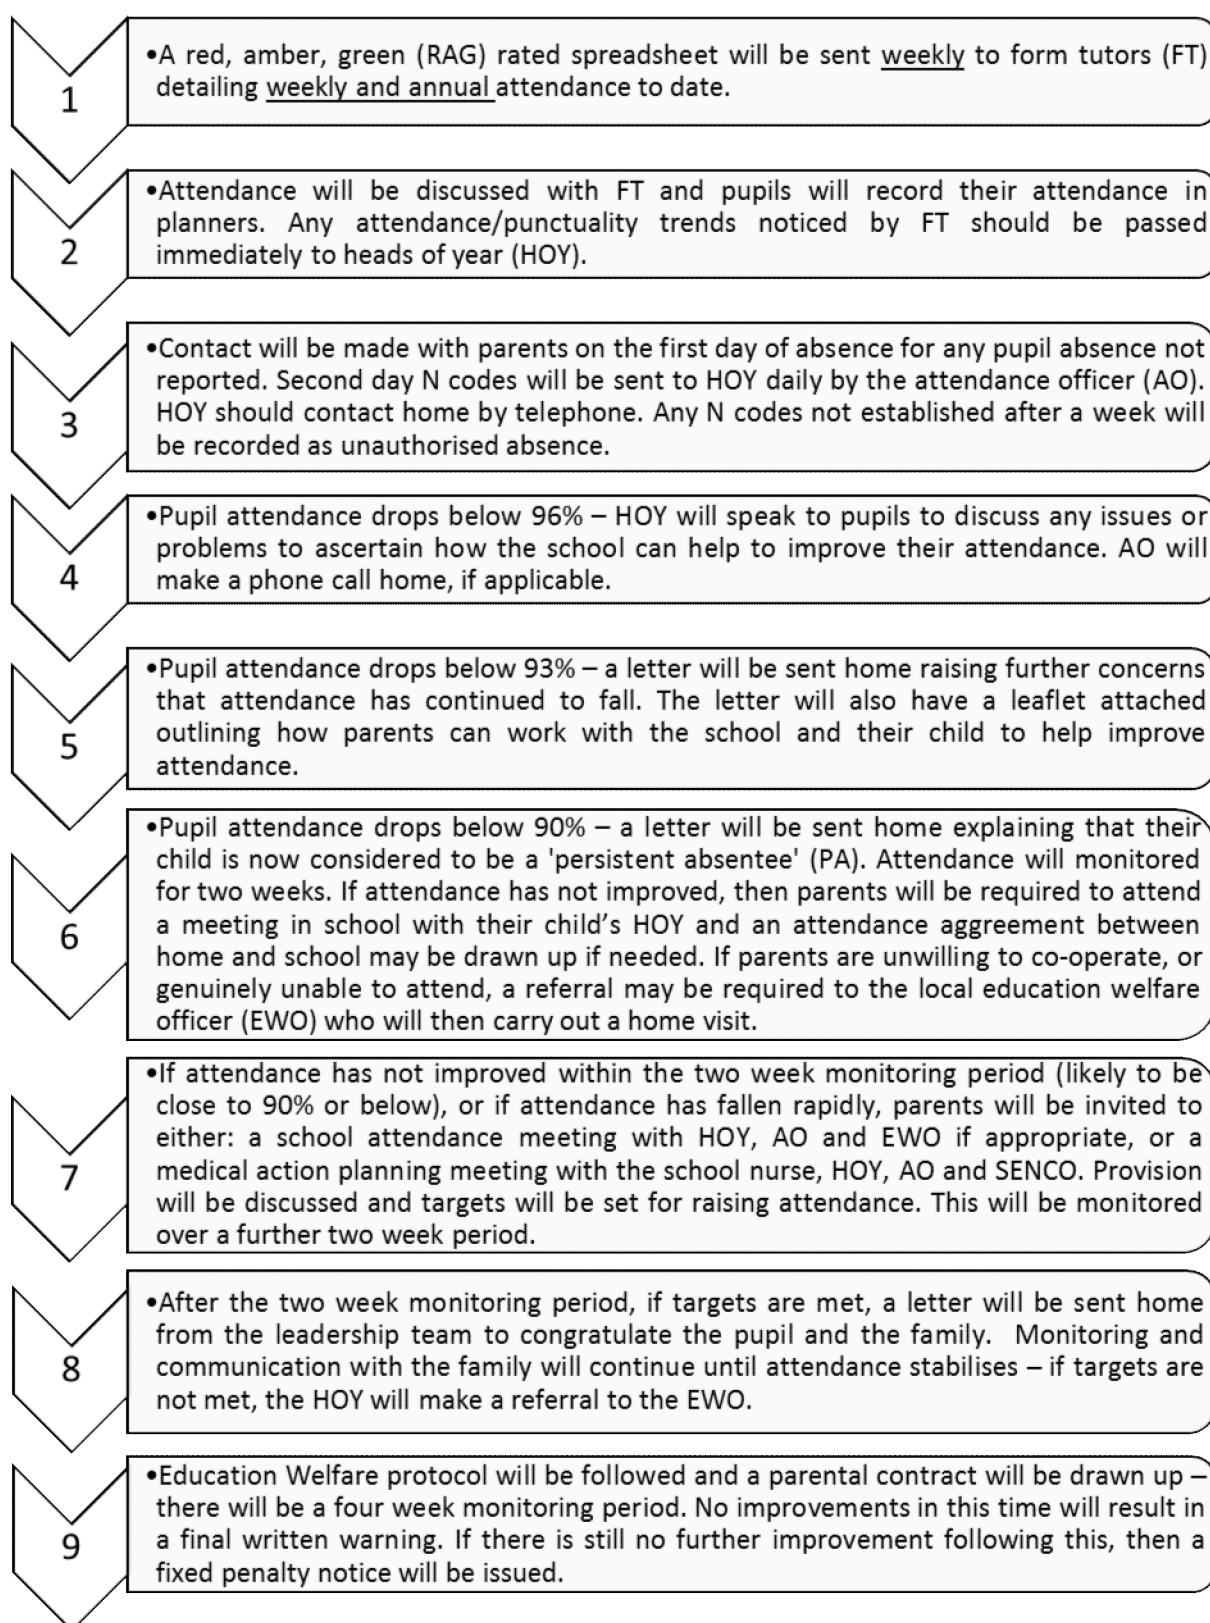 1
•A red, amber, green (RAG) rated spreadsheet will be sent weekly to form tutors (FT)
detailing weekly and annual attendance to date.
2
•Attendance will be discussed with FT and pupils will record their attendance in
planners. Any attendance/punctuality trends noticed by FT should be passed
immediately to heads of year (HOY).
3
•Contact will be made with parents on the first day of absence for any pupil absence not
reported. Second day N codes will be sent to HOY daily by the attendance officer (AO).
HOY should contact home by telephone. Any N codes not established after a week will
be recorded as unauthorised absence.
4
•Pupil attendance drops below 96% – HOY will speak to pupils to discuss any issues or
problems to ascertain how the school can help to improve their attendance. AO will
make a phone call home, if applicable.
5
•Pupil attendance drops below 93% – a letter will be sent home raising further concerns
that attendance has continued to fall. The letter will also have a leaflet attached
outlining how parents can work with the school and their child to help improve
attendance.
6
•Pupil attendance drops below 90% – a letter will be sent home explaining that their
child is now considered to be a 'persistent absentee' (PA). Attendance will monitored
for two weeks. If attendance has not improved, then parents will be required to attend
a meeting in school with their child’s HOY and an attendance aggreement between
home and school may be drawn up if needed. If parents are unwilling to co-operate, or
genuinely unable to attend, a referral may be required to the local education welfare
officer (EWO) who will then carry out a home visit.
7
•If attendance has not improved within the two week monitoring period (likely to be
close to 90% or below), or if attendance has fallen rapidly, parents will be invited to
either: a school attendance meeting with HOY, AO and EWO if appropriate, or a
medical action planning meeting with the school nurse, HOY, AO and SENCO. Provision
will be discussed and targets will be set for raising attendance. This will be monitored
over a further two week period.
8
•After the two week monitoring period, if targets are met, a letter will be sent home
from the leadership team to congratulate the pupil and the family.  Monitoring and
communication with the family will continue until attendance stabilises – if targets are
not met, the HOY will make a referral to the EWO.
9
•Education Welfare protocol will be followed and a parental contract will be drawn up –
there will be a four week monitoring period. No improvements in this time will result in
a final written warning. If there is still no further improvement following this, then a
fixed penalty notice will be issued.